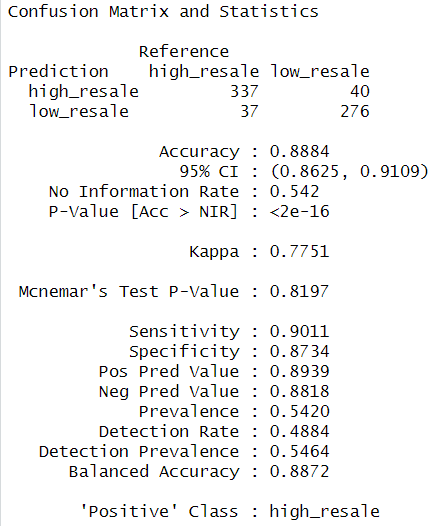 Confusion Matrix and Statistics
Reference
Prediction high_resale low_resale
high_resale 337 40
low_resale 37 276
Accuracy : 0.8884
95% CI : (0.8625, 0.9109)
No Information Rate : 0.542
P-Value [Acc > NIR] : <2e-16
Kappa : 0.7751
Mcnemar's Test P-Value : 0.8197
Sensitivity : 0.9011
Specificity : 0.8734
Pos Pred Value : 0.8939
Neg Pred Value : 0.8818
Prevalence : 0.5420
Detection Rate : 0.4884
Detection Prevalence : 0.5464
Balanced Accuracy : 0.8872
'Positive' Class : high_resale